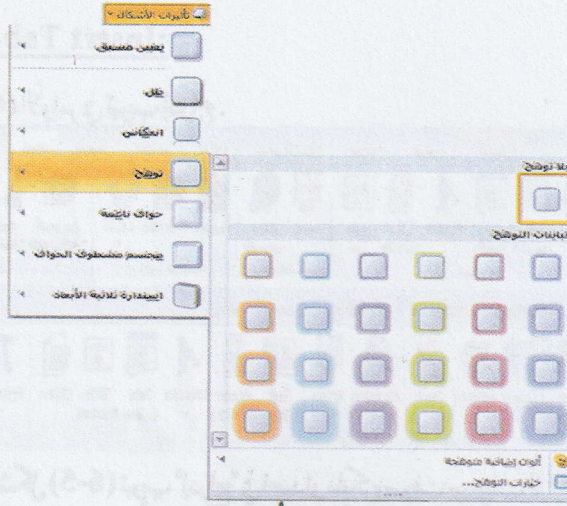 تأثيرات الأشكال
تعيين مسبق
ظل
انعكاس
توهج
حواف ناعمة
مجسم مشطوف الحواف
استدارة ثلاثية الأبعاد
بلا توهج
تباينات التوهج
ألوان إضافية متوهجة
خيارات التوهج...